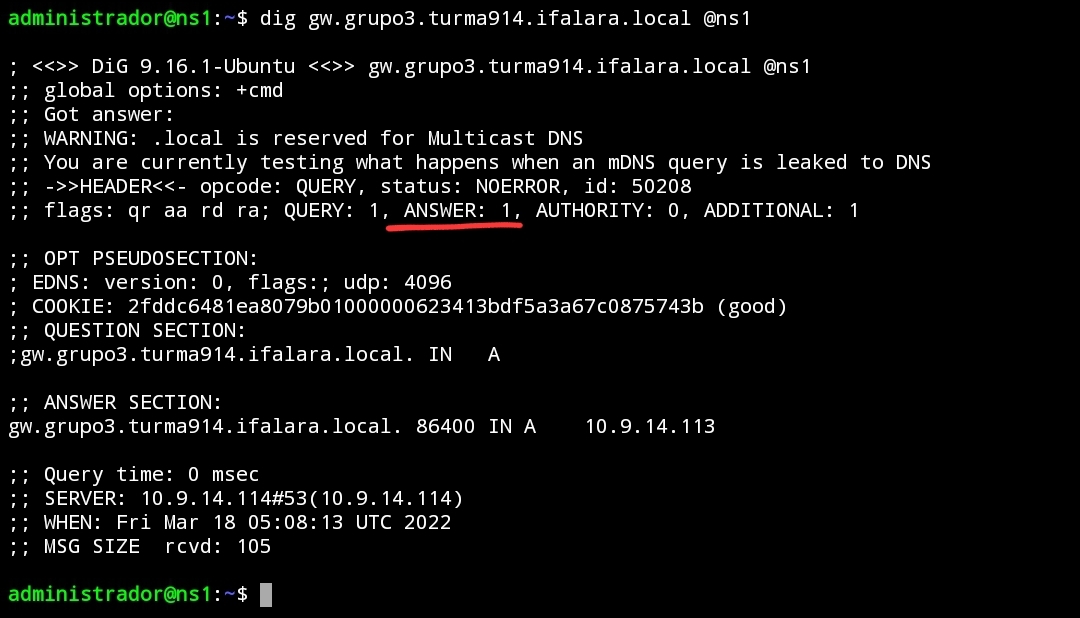 administrador@ns1:~$ dig gw.grupo3.turma914.ifalara.local @ns1
; <<>> DiG 9.16.1-Ubuntu <<>> gw.grupo3.turma914.ifalara.local @ns1
;; global options: +cmd
;; Got answer:
;; WARNING: .local is reserved for Multicast DNS
;; You are currently testing what happens when an mDNS query is leaked to DNS
;; ->>HEADER<<- opcode: QUERY, status: NOERROR, id: 50208
;; flags: qr aa rd ra; QUERY: 1, ANSWER: 1, AUTHORITY: 0, ADDITIONAL: 1
;; OPT PSEUDOSECTION:
; EDNS: version: 0, flags:; udp: 4096
; COOKIE: 2fddc6481ea8079b01000000623413bdf5a3a67c0875743b (good)
;; QUESTION SECTION:
;gw.grupo3.turma914.ifalara.local. IN   A
;; ANSWER SECTION:
gw.grupo3.turma914.ifalara.local. 86400 IN A    10.9.14.113
;; Query time: 0 msec
;; SERVER: 10.9.14.114#53(10.9.14.114)
;; WHEN: Fri Mar 18 05:08:13 UTC 2022
;; MSG SIZE  rcvd: 105
administrador@ns1:~$